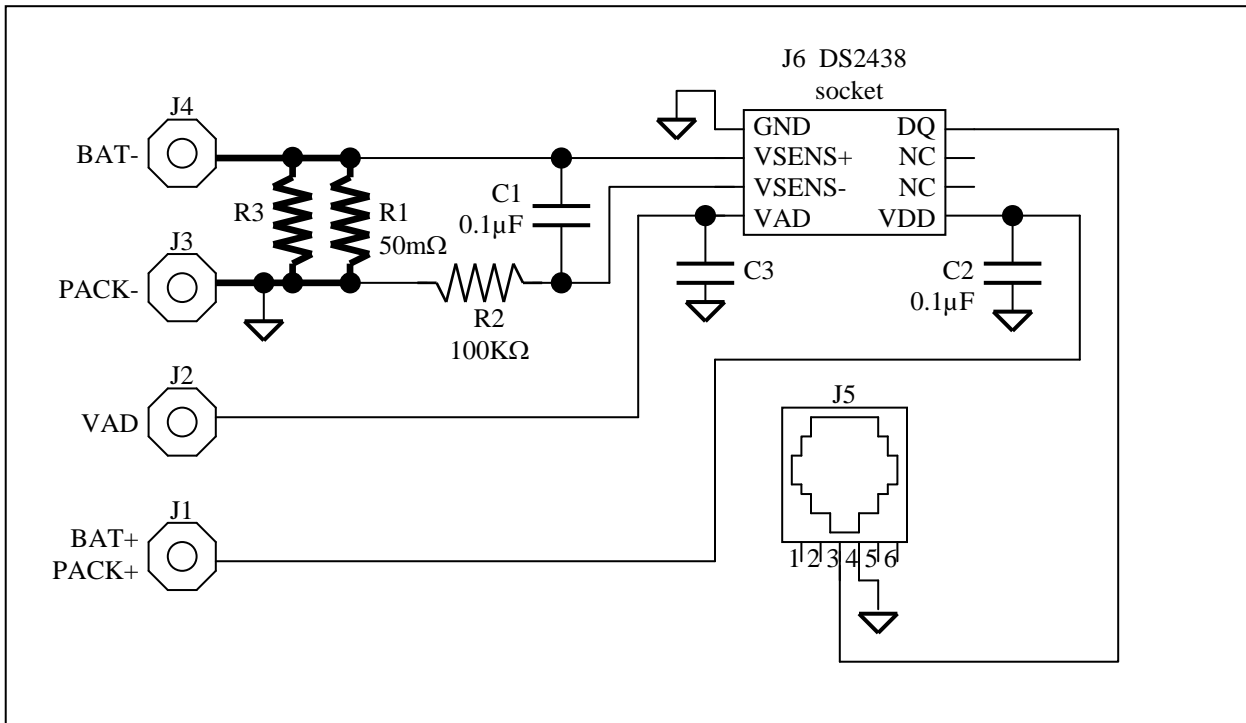 J6 DS2438
socket
J4
BAT-
GND
DQ
VSENS+
NC
VSENS-
NC
VAD
VDD
C1
0.1µF
R3
R1
50mΩ
J3
PACK-
R2
100KΩ
C3
C2
0.1µF
J2
VAD
J5
J1
BAT+
PACK+
1 2 3 4 5 6